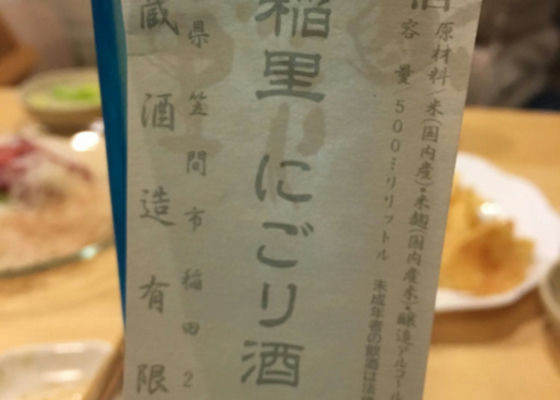 酒
原材料/米(国内産)・米麹(国内産米)・醸造アルコール
容量 500ミリリットル
未成年者の飲酒は法
稲里にごり酒
県笠間市稲田2
蔵酒造有限